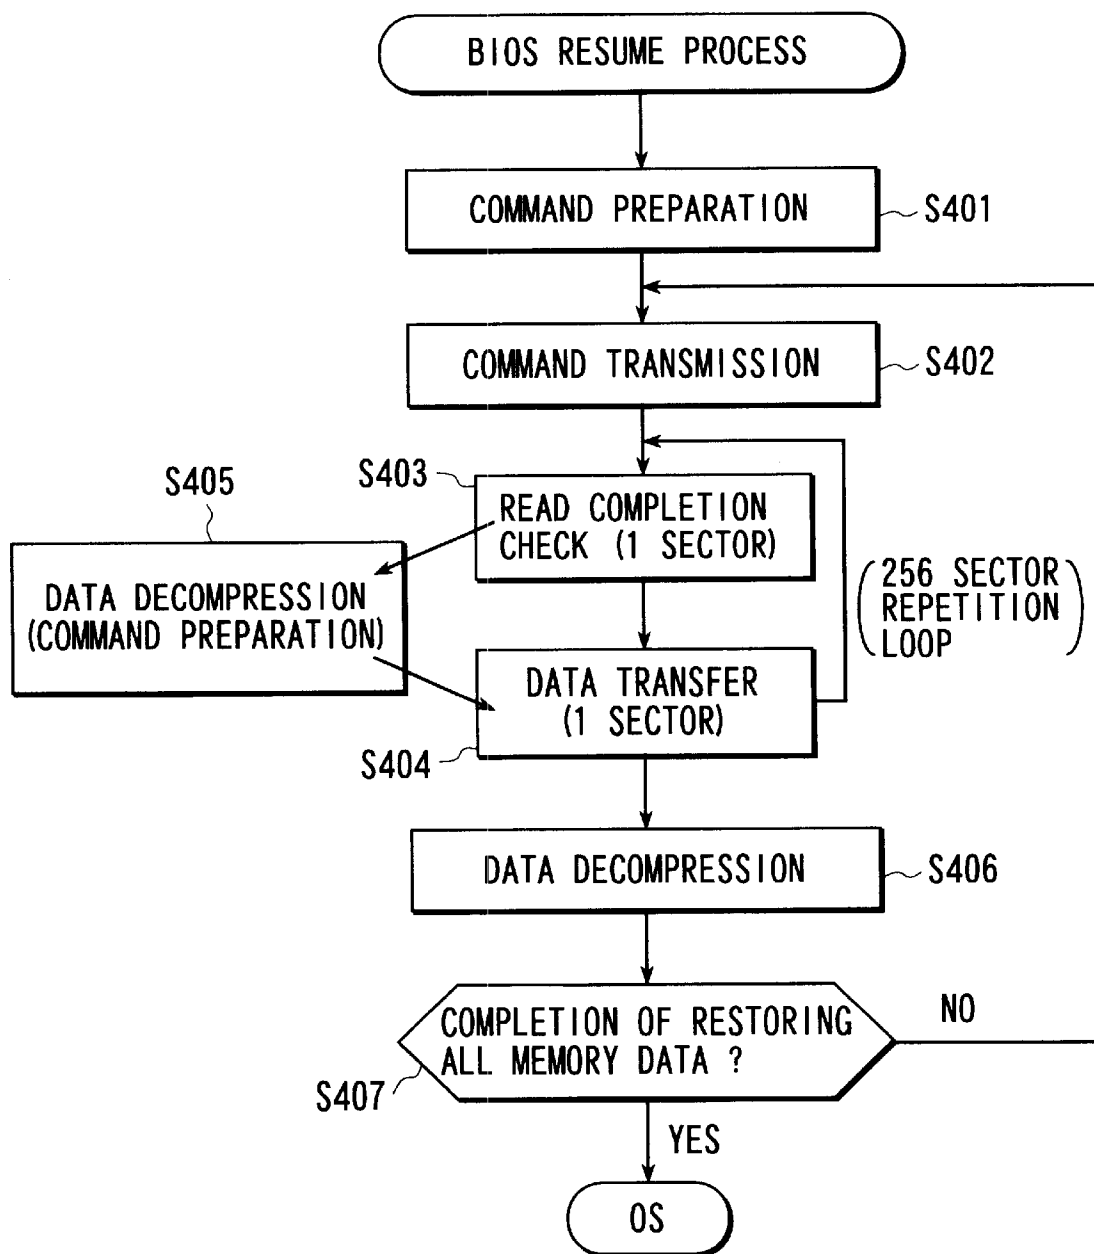 BIOS RESUME PROCESS
COMMAND PREPARATION
S401
COMMAND TRANSMISSION
S402
S403
READ COMPLETION
CHECK (1 SECTOR)
S405
DATA DECOMPRESSION
(COMMAND PREPARATION)
(256 SECTOR
REPETITION
LOOP)
DATA TRANSFER
(1 SECTOR)
S404
DATA DECOMPRESSION
S406
COMPLETION OF RESTORING
ALL MEMORY DATA ?
S407
NO
YES
OS